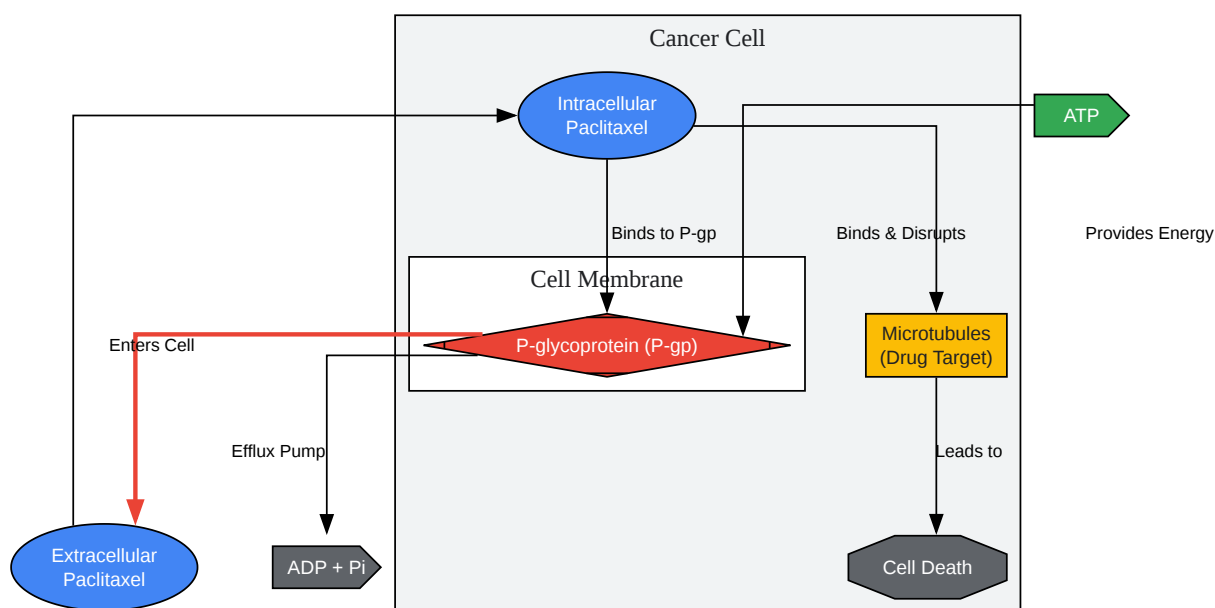 Cancer Cell
Intracellular
Paclitaxel
ATP
Binds to P-gp
Binds & Disrupts
Provides Energy
Cell Membrane
Enters Cell
P-glycoprotein (P-gp)
Microtubules
(Drug Target)
Efflux Pump
Leads to
Extracellular
Paclitaxel
ADP + Pi
Cell Death